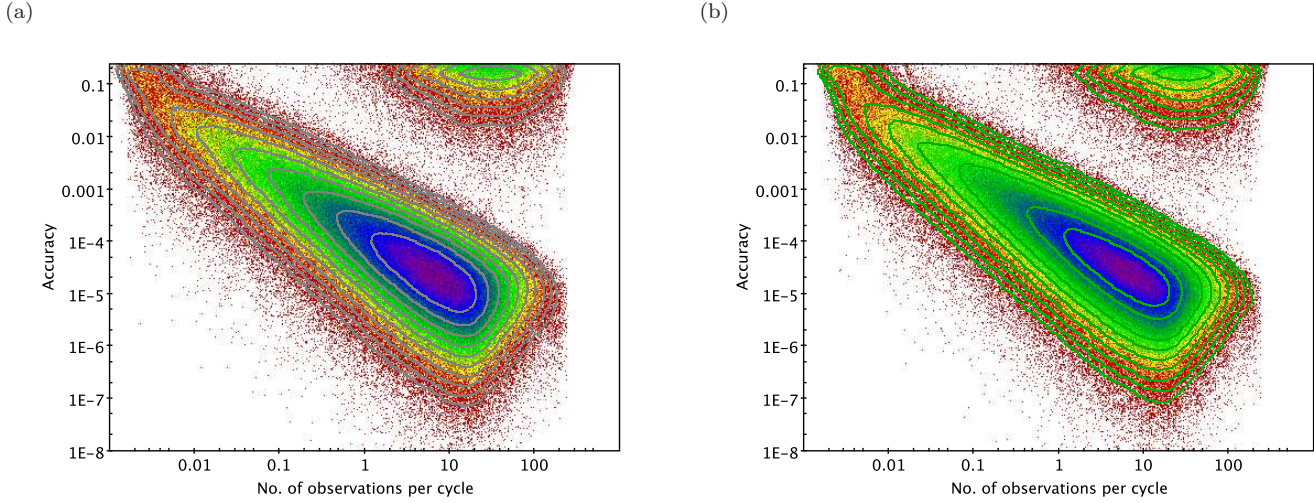 (a)
(b)
0.1
0.01
0.001
1E-4
1E-5
1E-6
1E-7
1E-8
Accuracy
0.01 0.1 1 10 100
No. of observations per cycle
0.1
0.01
0.001
1E-4
1E-5
1E-6
1E-7
1E-8
Accuracy
0.01 0.1 1 10 100
No. of observations per cycle